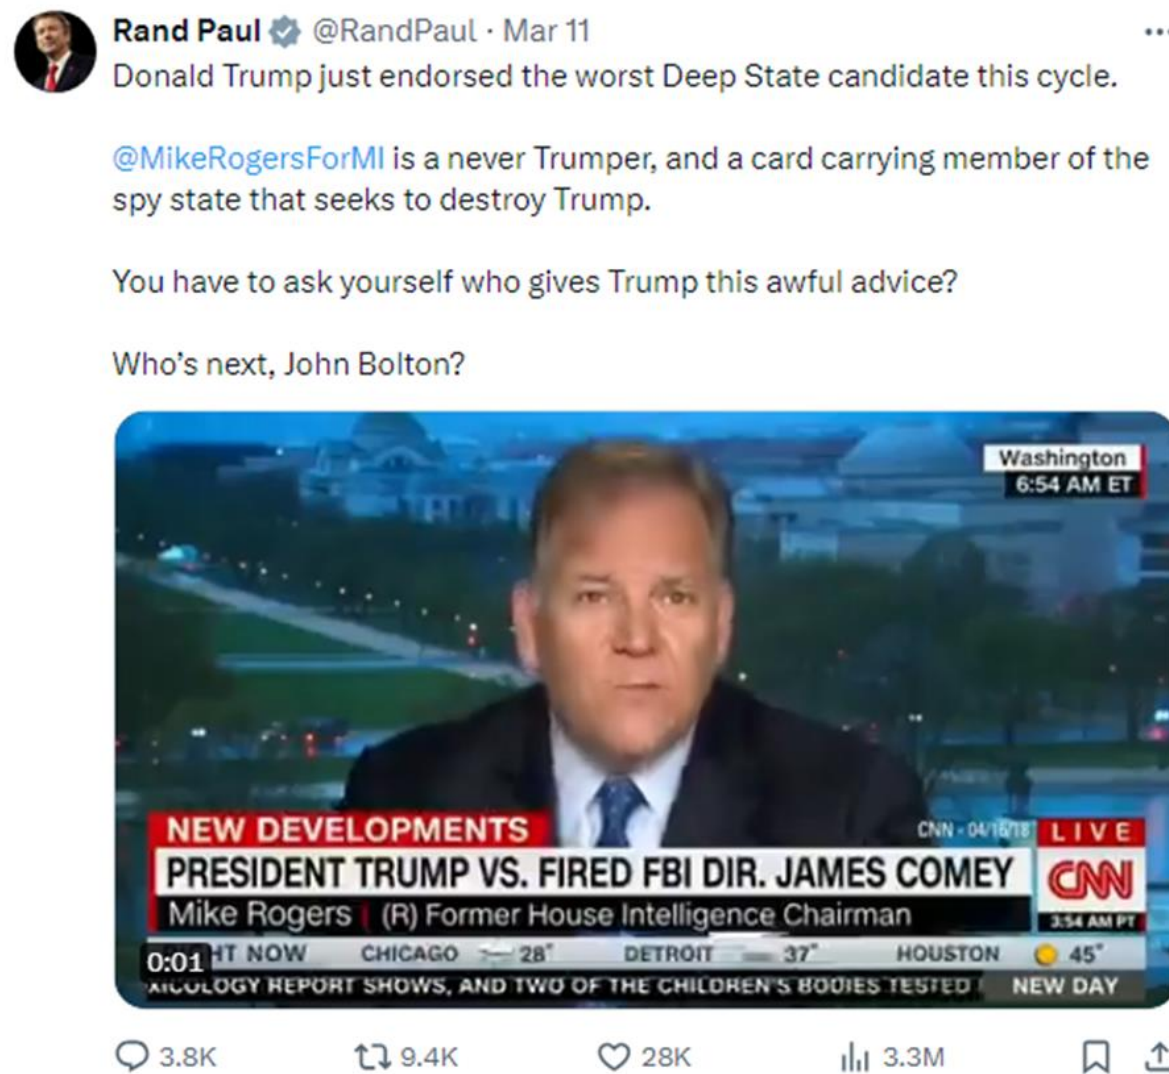 Rand Paul @RandPaul · Mar 11
Donald Trump just endorsed the worst Deep State candidate this cycle.
@MikeRogersForMI is a never Trumper, and a card carrying member of the
spy state that seeks to destroy Trump.
You have to ask yourself who gives Trump this awful advice?
Who's next, John Bolton?
Washington
6:54 AM ET
NEW DEVELOPMENTS
CNN - 04/16/18 LIVE
PRESIDENT TRUMP VS. FIRED FBI DIR. JAMES COMEY
CNN
Mike Rogers (R) Former House Intelligence Chairman
3:54 AM PT
0:01 HT NOW CHICAGO 28° DETROIT 37° HOUSTON 45°
REPORT SHOWS, AND TWO OF THE CHILDREN'S BODIES TESTED NEW DAY
3.8K 9.4K 28K 3.3M